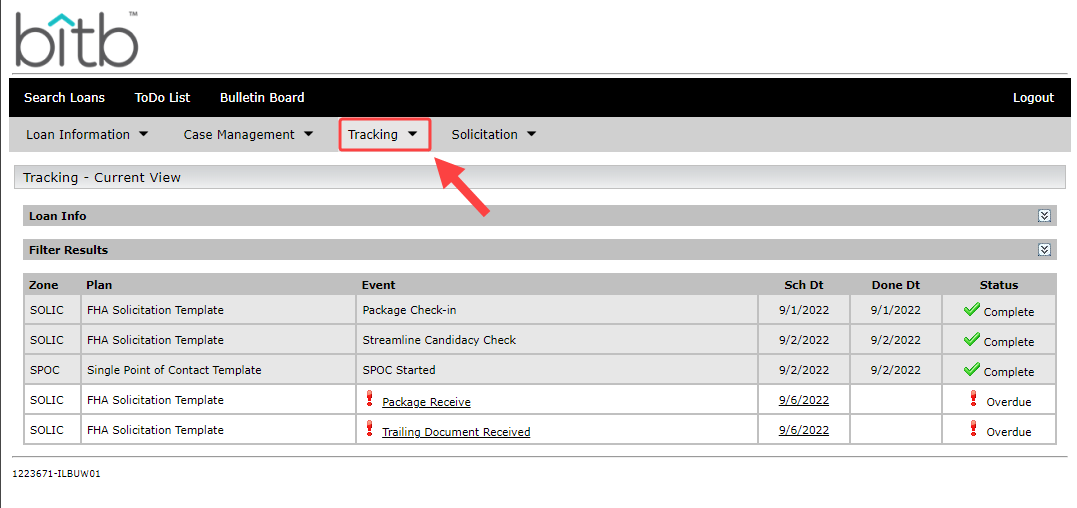 bitb™
Search Loans ToDo List Bulletin Board Logout
Loan Information Case Management Tracking Solicitation
Tracking - Current View
Loan Info
Filter Results
Zone Plan Event Sch Dt Done Dt Status
SOLIC FHA Solicitation Template Package Check-in 9/1/2022 9/1/2022 Complete
SOLIC FHA Solicitation Template Streamline Candidacy Check 9/2/2022 9/2/2022 Complete
SPOC Single Point of Contact Template SPOC Started 9/2/2022 9/2/2022 Complete
SOLIC FHA Solicitation Template Package Receive 9/6/2022 Overdue
SOLIC FHA Solicitation Template Trailing Document Received 9/6/2022 Overdue
1223671-ILBUW01